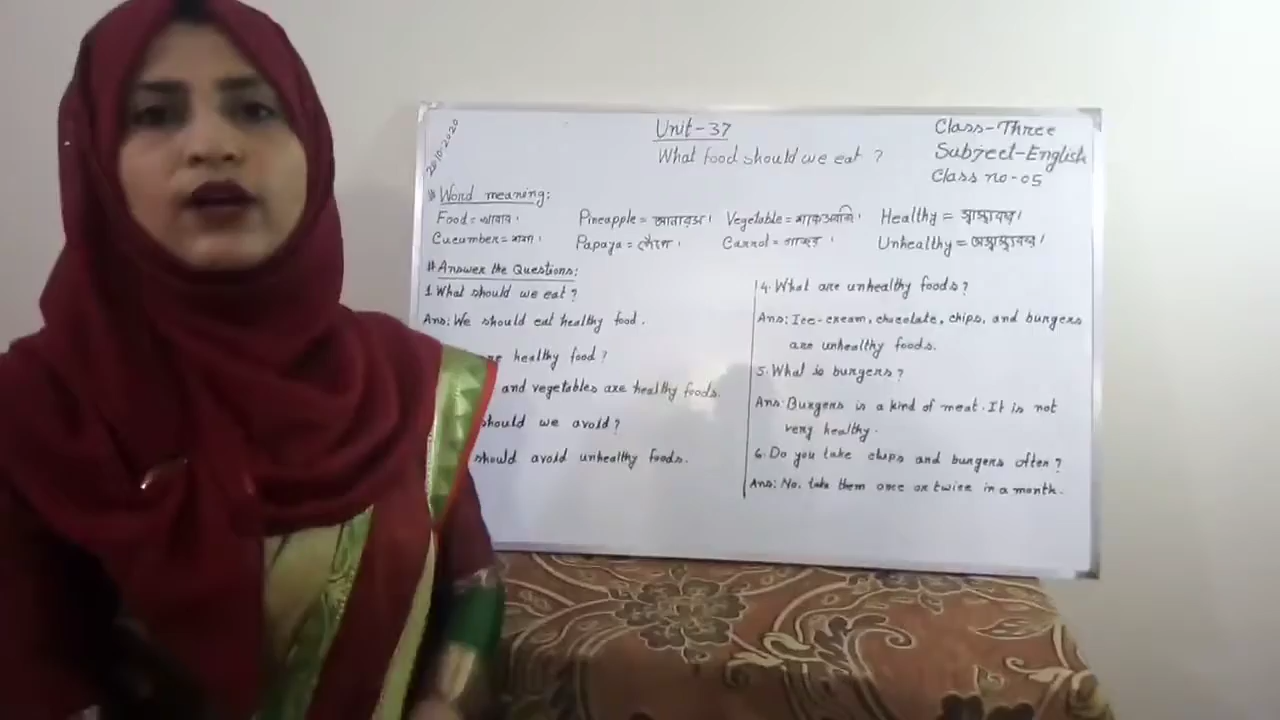 28-10-2020
Unit-37
What food should we eat ?
Class-Three
Subject-English
Class no-05
Word meaning:
Food = খাবার। Pineapple = আনারস। Vegetable = শাকসবজি। Healthy = স্বাস্থ্যকর।
Cucumber = শসা। Papaya = পেঁপে। Carrot = গাজর। Unhealthy = অস্বাস্থ্যকর।
# Answer the Questions:
1. What should we eat ?
Ans: We should eat healthy food.
are healthy food ?
and vegetables are healthy foods.
should we avoid ?
should avoid unhealthy foods.
4. What are unhealthy foods ?
Ans: Ice-cream, chocolate, chips, and burgers
are unhealthy foods.
5. What is burgers ?
Ans: Burgers is a kind of meat. It is not
very healthy.
6. Do you take chips and burgers often ?
Ans: No. take them once or twice in a month.